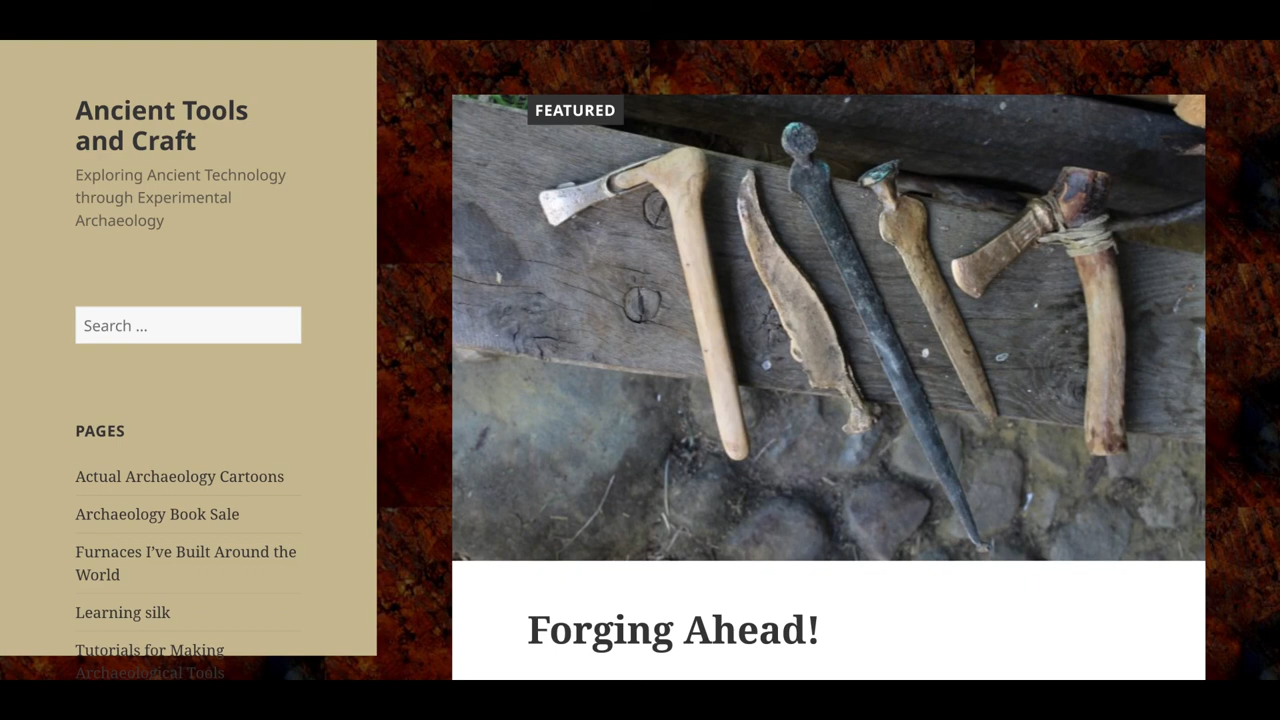 Ancient Tools
and Craft
Exploring Ancient Technology
through Experimental
Archaeology
Search ...
PAGES
Actual Archaeology Cartoons
Archaeology Book Sale
Furnaces I’ve Built Around the
World
Learning silk
Tutorials for Making
Archaeological Tools
FEATURED
Forging Ahead!